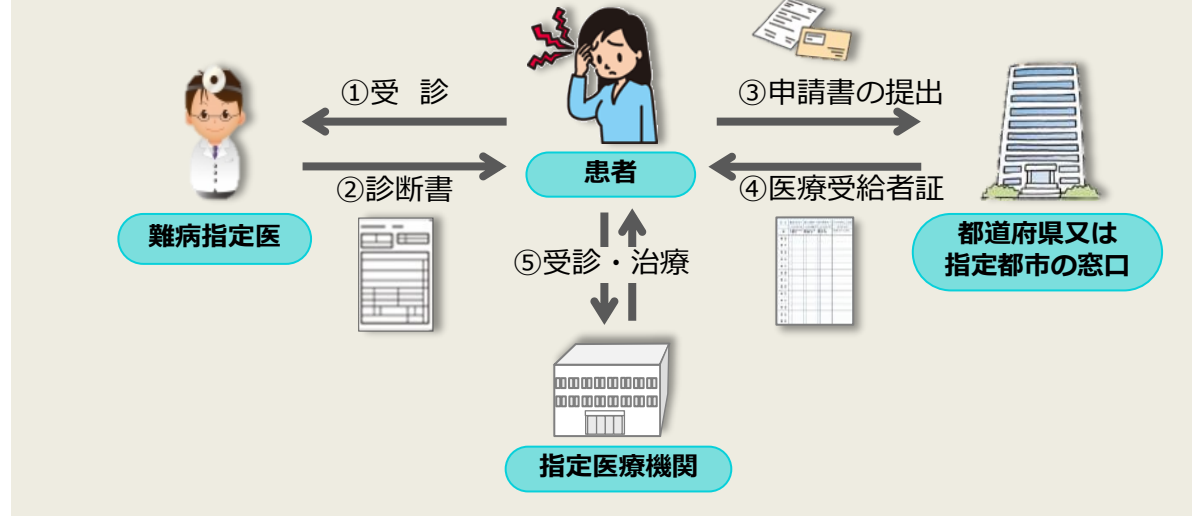 ①受 診
③申請書の提出
②診断書
患者
④医療受給者証
難病指定医
都道府県又は
指定都市の窓口
⑤受診・治療
指定医療機関